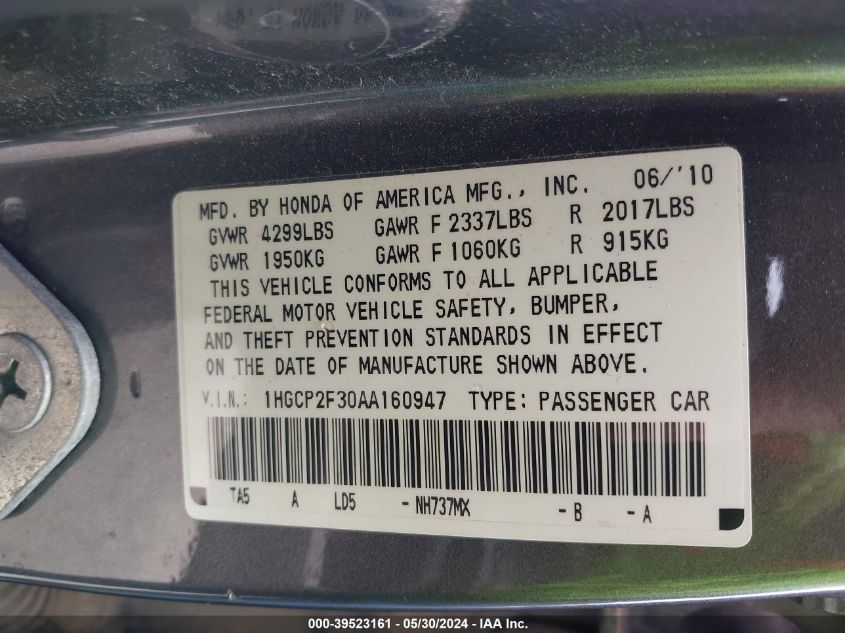 MFD. BY HONDA OF AMERICA MFG., INC. 06/'10
GVWR 4299LBS GAWR F 2337LBS R 2017LBS
GVWR 1950KG GAWR F 1060KG R 915KG
THIS VEHICLE CONFORMS TO ALL APPLICABLE
FEDERAL MOTOR VEHICLE SAFETY, BUMPER,
AND THEFT PREVENTION STANDARDS IN EFFECT
ON THE DATE OF MANUFACTURE SHOWN ABOVE.
V.I.N.: 1HGCP2F30AA160947 TYPE: PASSENGER CAR
TA5 A LD5 - NH737MX - B - A
000-39523161 - 05/30/2024 - IAA Inc.